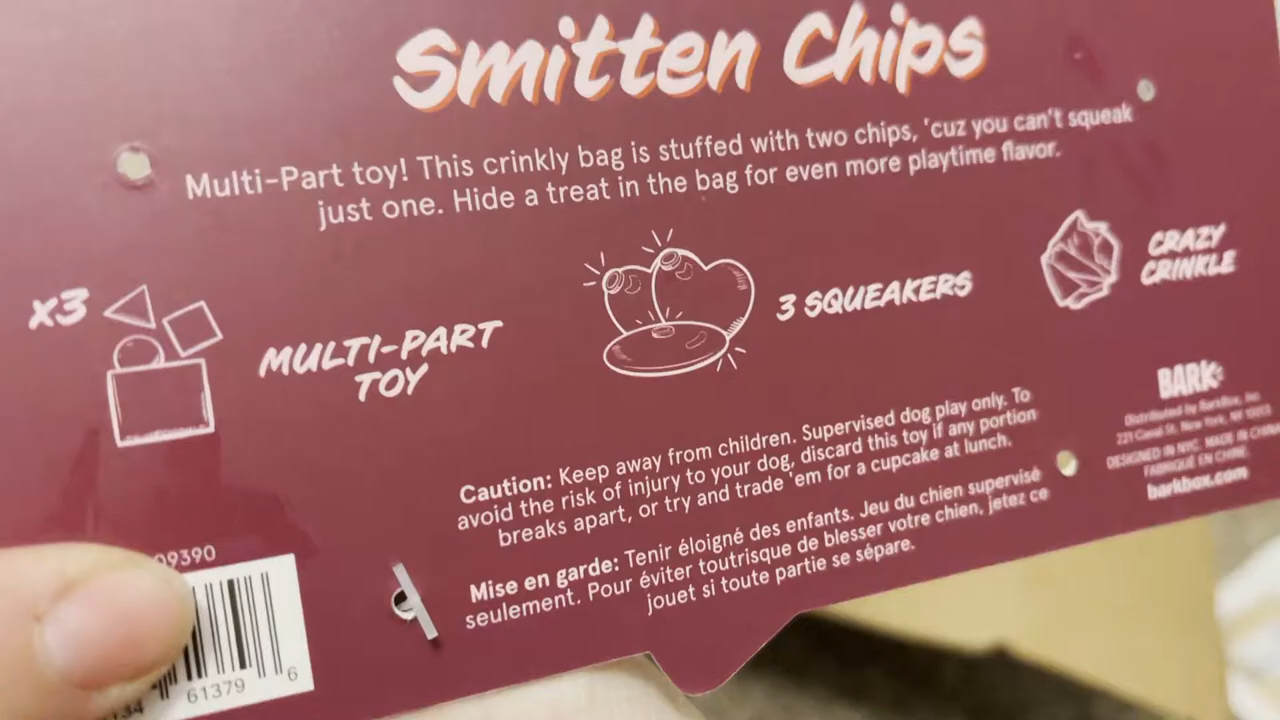 Smitten Chips
Multi-Part toy! This crinkly bag is stuffed with two chips, 'cuz you can't squeak
just one. Hide a treat in the bag for even more playtime flavor.
x3
MULTI-PART
TOY
3 SQUEAKERS
CRAZY
CRINKLE
Caution: Keep away from children. Supervised dog play only. To
avoid the risk of injury to your dog, discard this toy if any portion
breaks apart, or try and trade 'em for a cupcake at lunch.
Mise en garde: Tenir éloigné des enfants. Jeu du chien supervisé
seulement. Pour éviter toutrisque de blesser votre chien, jetez ce
jouet si toute partie se sépare.
BARK
Distributed by BarkBox, Inc
221 Canal St. New York, NY 10013
DESIGNED IN NYC. MADE IN CHINA
FABRIQUÉ EN CHINE.
barkbox.com
09390
134 61379 6